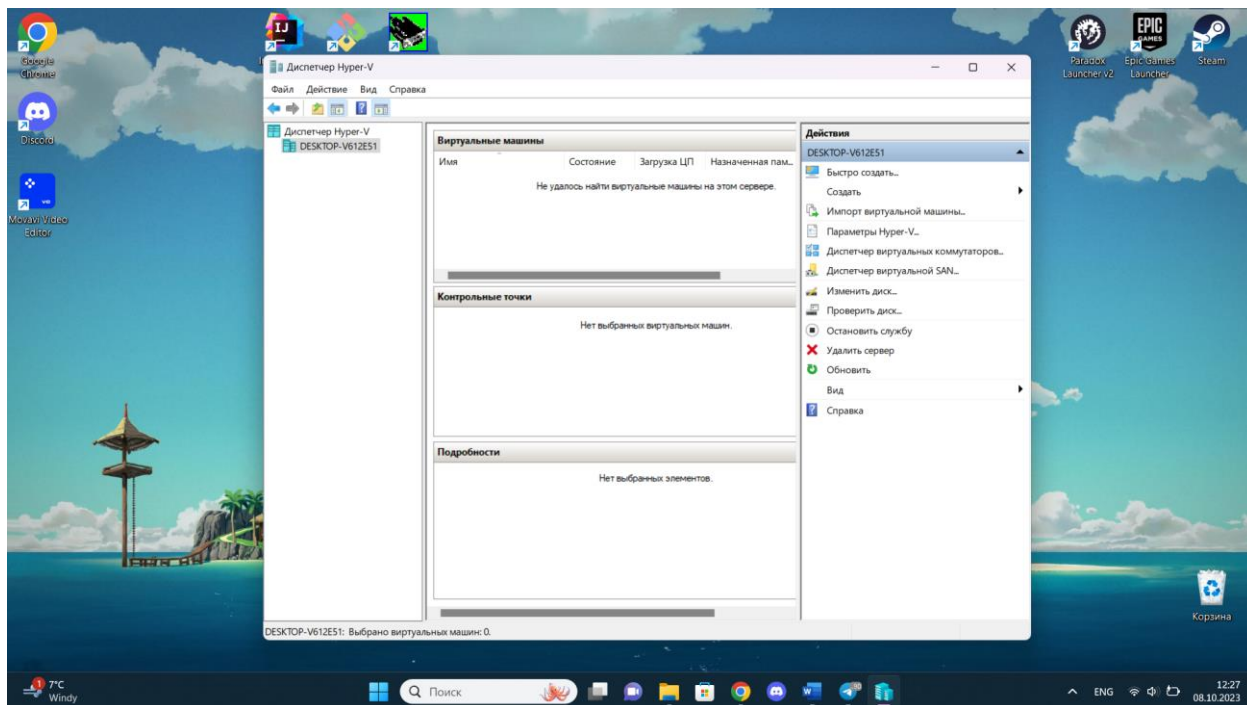 Google
Chrome
Discord
Movavi Video
Editor
IJ
Paradox
Launcher v2
EPIC
GAMES
Epic Games
Launcher
Steam
Диспетчер Hyper-V
Файл Действие Вид Справка
Диспетчер Hyper-V
DESKTOP-V612E51
Виртуальные машины
Имя Состояние Загрузка ЦП Назначенная пам...
Не удалось найти виртуальные машины на этом сервере.
Контрольные точки
Нет выбранных виртуальных машин.
Подробности
Нет выбранных элементов.
Действия
DESKTOP-V612E51
Быстро создать...
Создать
Импорт виртуальной машины...
Параметры Hyper-V...
Диспетчер виртуальных коммутаторов...
Диспетчер виртуальной SAN...
Изменить диск...
Проверить диск...
Остановить службу
Удалить сервер
Обновить
Вид
Справка
DESKTOP-V612E51: Выбрано виртуальных машин: 0.
Корзина
1
7°C
Windy
Поиск
90
ENG
12:27
08.10.2023